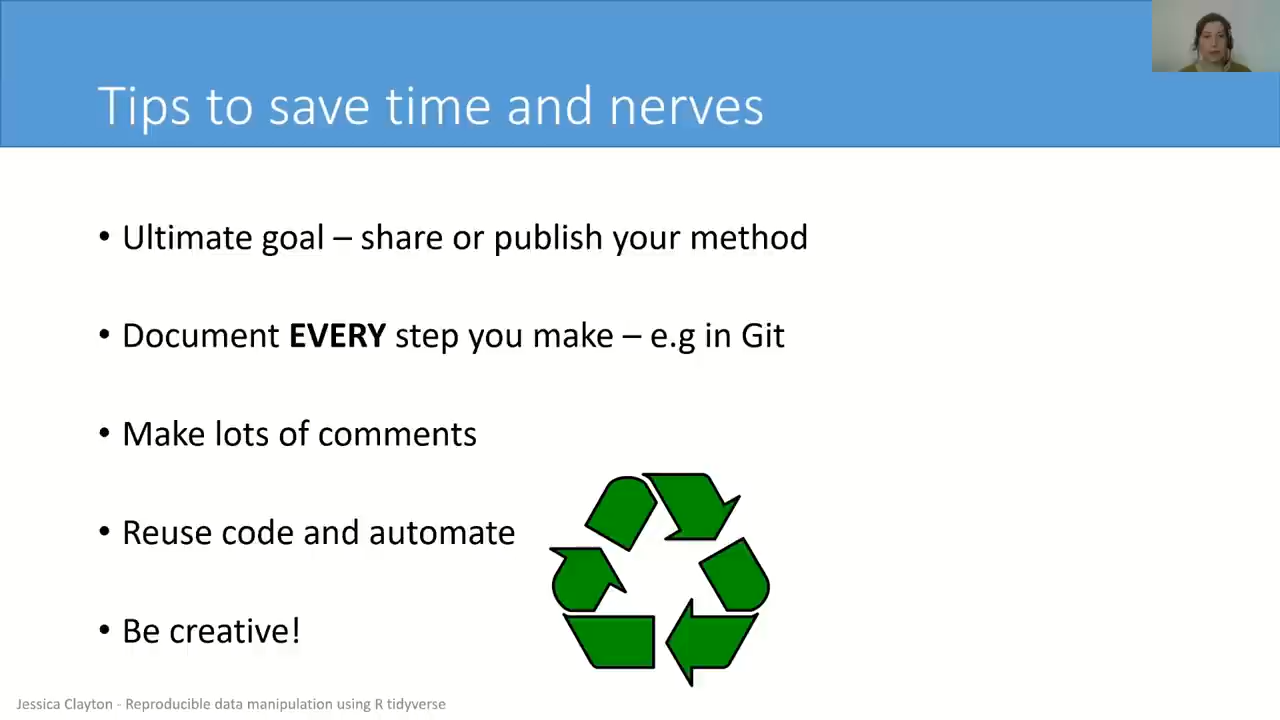 Tips to save time and nerves
• Ultimate goal – share or publish your method
• Document EVERY step you make – e.g in Git
• Make lots of comments
• Reuse code and automate
• Be creative!
Jessica Clayton - Reproducible data manipulation using R tidyverse